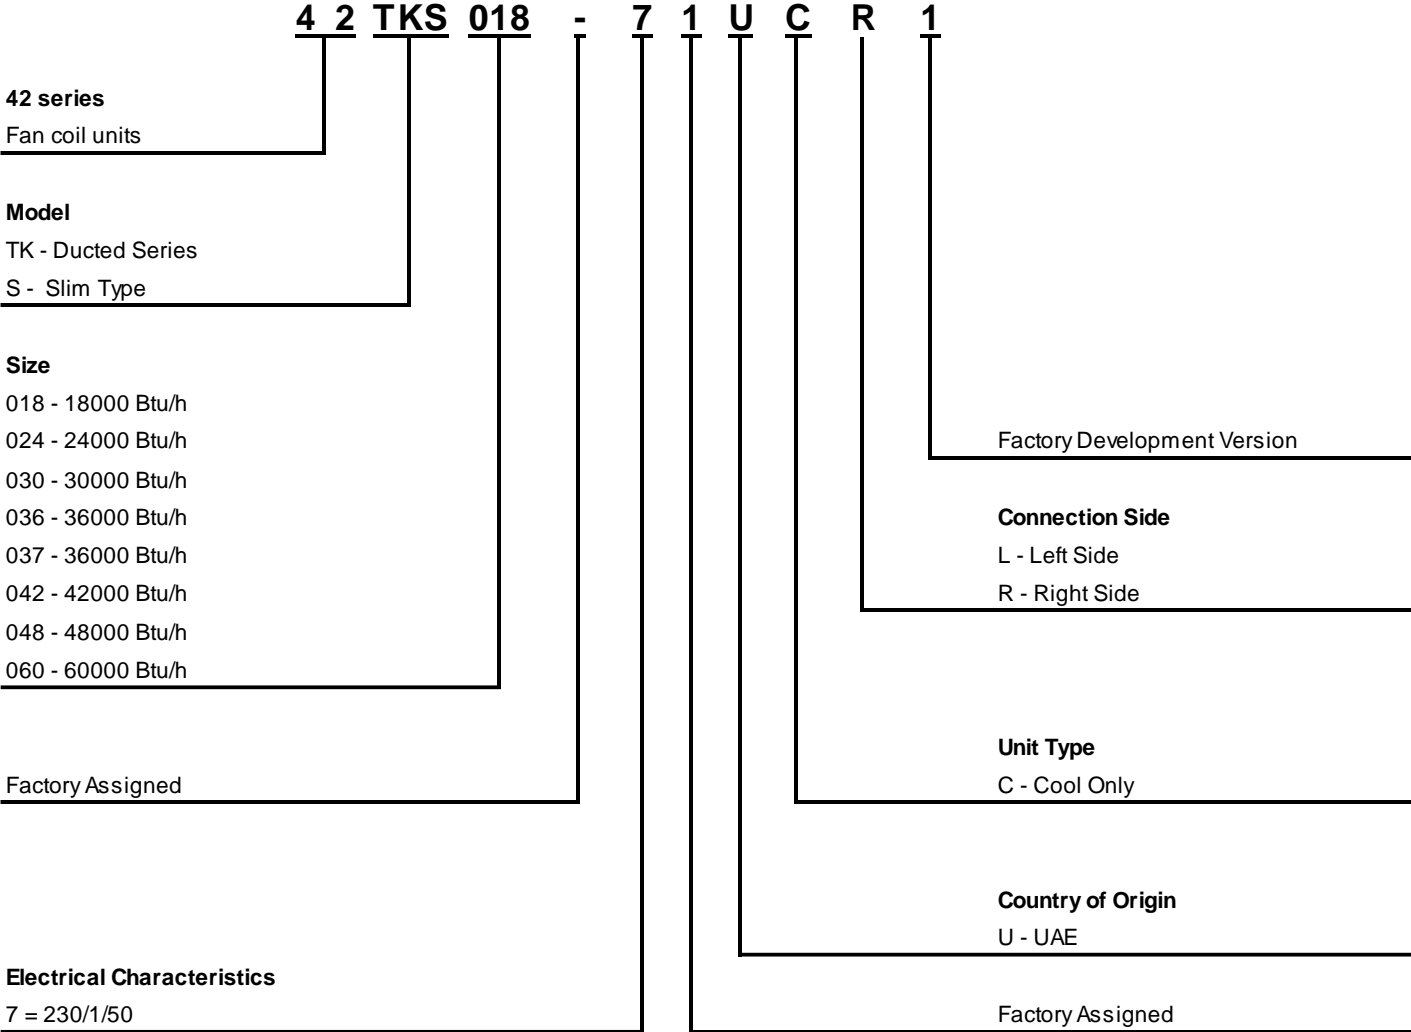 4 2 TKS 018 - 7 1 U C R 1
42 series
Fan coil units
Model
TK - Ducted Series
S - Slim Type
Size
018 - 18000 Btu/h
024 - 24000 Btu/h
030 - 30000 Btu/h
036 - 36000 Btu/h
037 - 36000 Btu/h
042 - 42000 Btu/h
048 - 48000 Btu/h
060 - 60000 Btu/h
Factory Assigned
Electrical Characteristics
7 = 230/1/50
Factory Development Version
Connection Side
L - Left Side
R - Right Side
Unit Type
C - Cool Only
Country of Origin
U - UAE
Factory Assigned